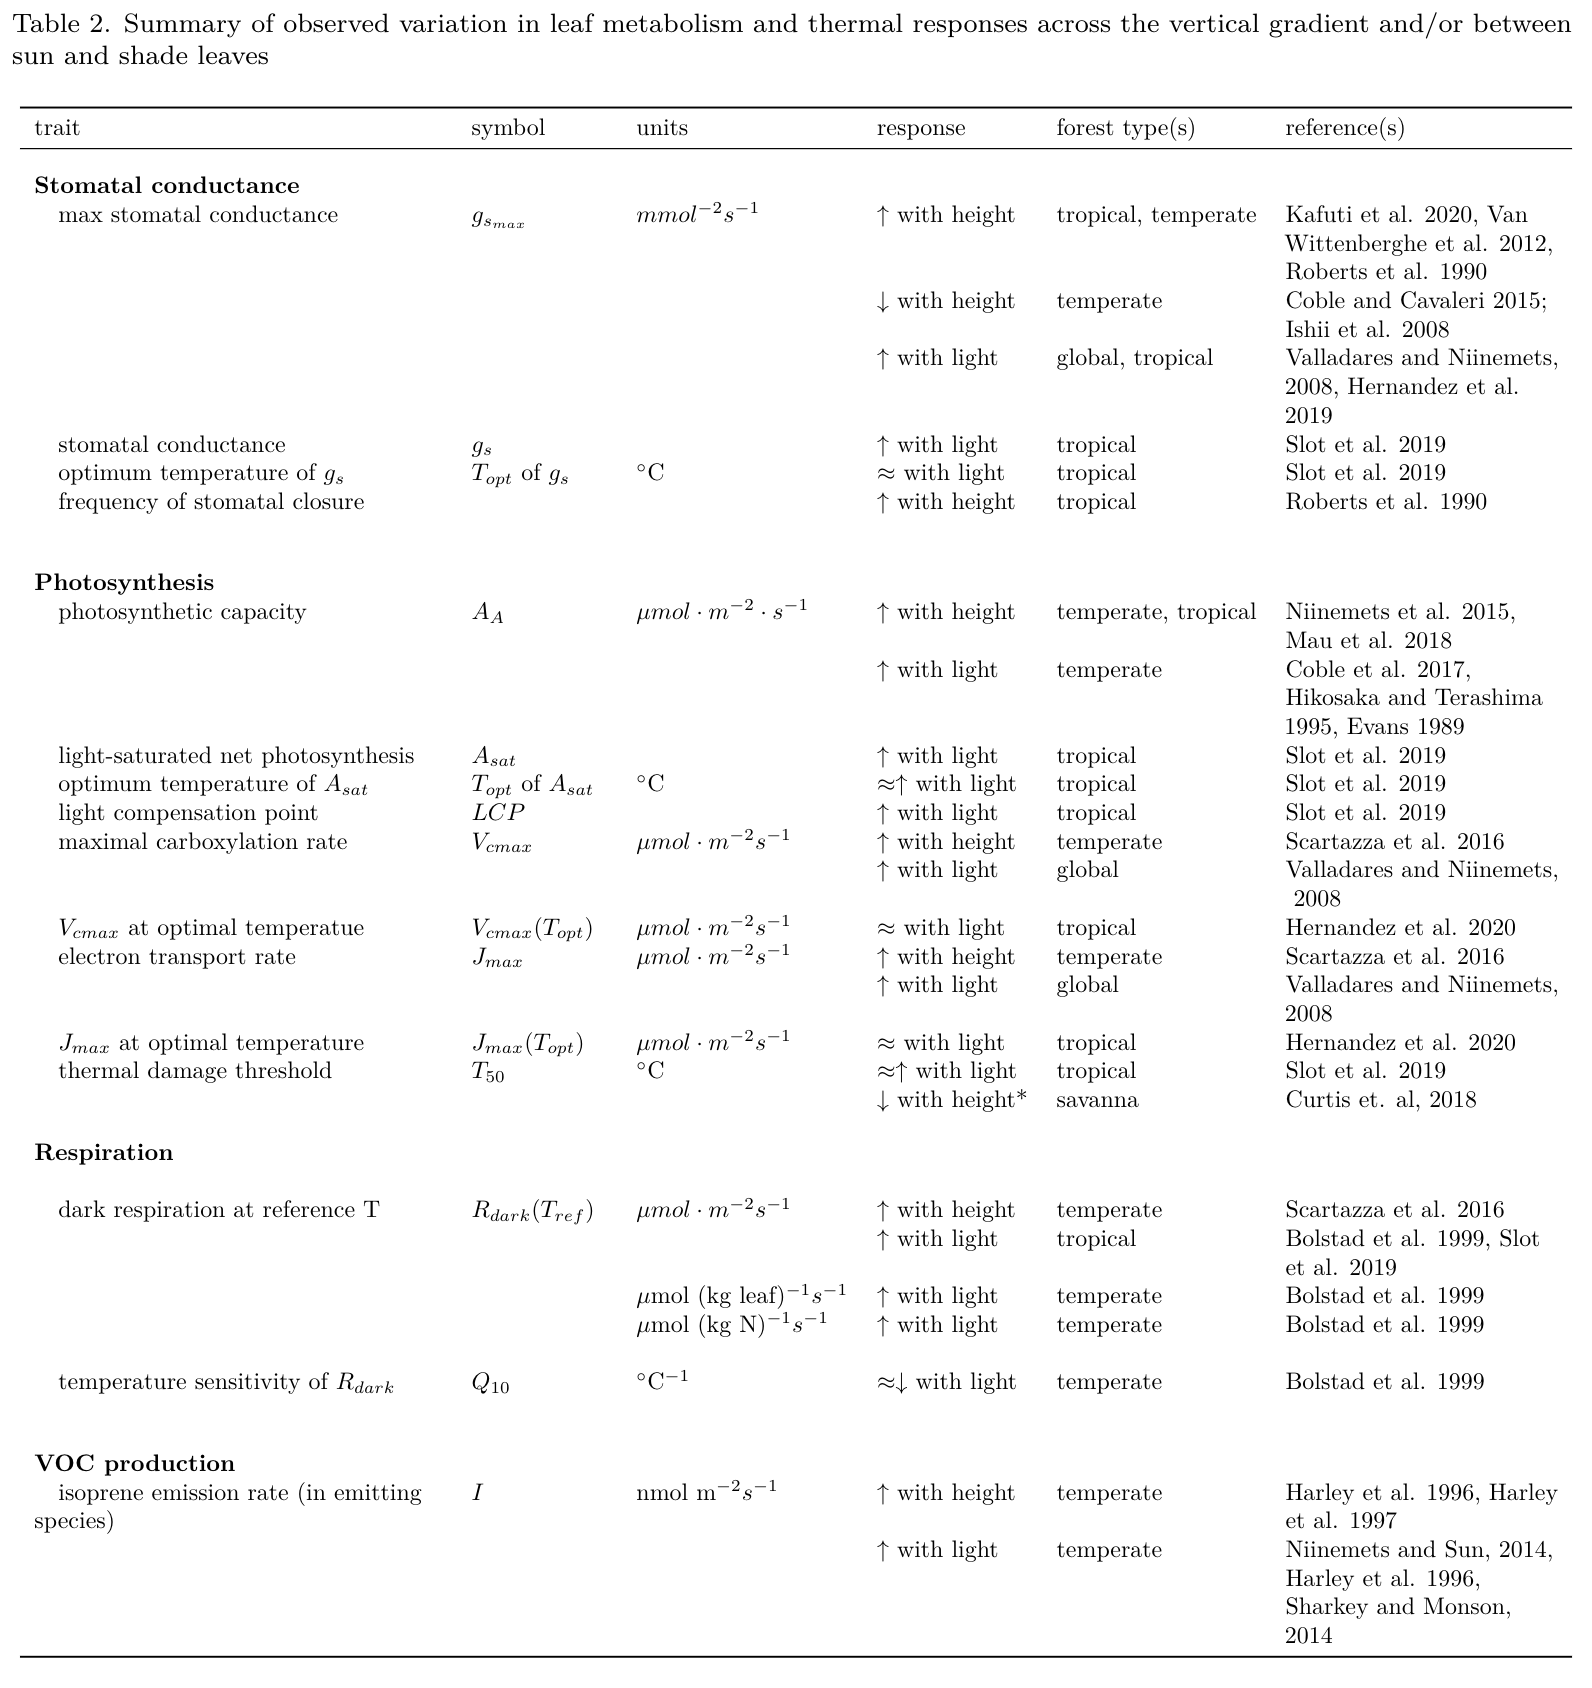 Table 2. Summary of observed variation in leaf metabolism and thermal responses across the vertical gradient and/or between
sun and shade leaves
trait symbol units response forest type(s) reference(s)
Stomatal conductance
max stomatal conductance $g_{s_{max}}$ $mmol^{-2}s^{-1}$ ↑ with height tropical, temperate Kafuti et al. 2020, Van
Wittenberghe et al. 2012,
Roberts et al. 1990
↓ with height temperate Coble and Cavaleri 2015;
Ishii et al. 2008
↑ with light global, tropical Valladares and Niinemets,
2008, Hernandez et al.
2019
stomatal conductance $g_s$ ↑ with light tropical Slot et al. 2019
optimum temperature of $g_s$ $T_{opt}$ of $g_s$ °C ≈ with light tropical Slot et al. 2019
frequency of stomatal closure ↑ with height tropical Roberts et al. 1990
Photosynthesis
photosynthetic capacity $A_A$ $μmol · m^{-2} · s^{-1}$ ↑ with height temperate, tropical Niinemets et al. 2015,
Mau et al. 2018
↑ with light temperate Coble et al. 2017,
Hikosaka and Terashima
1995, Evans 1989
light-saturated net photosynthesis $A_{sat}$ ↑ with light tropical Slot et al. 2019
optimum temperature of $A_{sat}$ $T_{opt}$ of $A_{sat}$ °C ≈↑ with light tropical Slot et al. 2019
light compensation point $LCP$ ↑ with light tropical Slot et al. 2019
maximal carboxylation rate $V_{cmax}$ $μmol · m^{-2}s^{-1}$ ↑ with height temperate Scartazza et al. 2016
↑ with light global Valladares and Niinemets,
2008
$V_{cmax}$ at optimal temperatue $V_{cmax}(T_{opt})$ $μmol · m^{-2}s^{-1}$ ≈ with light tropical Hernandez et al. 2020
electron transport rate $J_{max}$ $μmol · m^{-2}s^{-1}$ ↑ with height temperate Scartazza et al. 2016
↑ with light global Valladares and Niinemets,
2008
$J_{max}$ at optimal temperature $J_{max}(T_{opt})$ $μmol · m^{-2}s^{-1}$ ≈ with light tropical Hernandez et al. 2020
thermal damage threshold $T_{50}$ °C ≈↑ with light tropical Slot et al. 2019
↓ with height* savanna Curtis et. al, 2018
Respiration
dark respiration at reference T $R_{dark}(T_{ref})$ $μmol · m^{-2}s^{-1}$ ↑ with height temperate Scartazza et al. 2016
↑ with light tropical Bolstad et al. 1999, Slot
et al. 2019
μmol (kg leaf)$^{-1}s^{-1}$ ↑ with light temperate Bolstad et al. 1999
μmol (kg N)$^{-1}s^{-1}$ ↑ with light temperate Bolstad et al. 1999
temperature sensitivity of $R_{dark}$ $Q_{10}$ °C$^{-1}$ ≈↓ with light temperate Bolstad et al. 1999
VOC production
isoprene emission rate (in emitting $I$ nmol m$^{-2}s^{-1}$ ↑ with height temperate Harley et al. 1996, Harley
species) et al. 1997
↑ with light temperate Niinemets and Sun, 2014,
Harley et al. 1996,
Sharkey and Monson,
2014